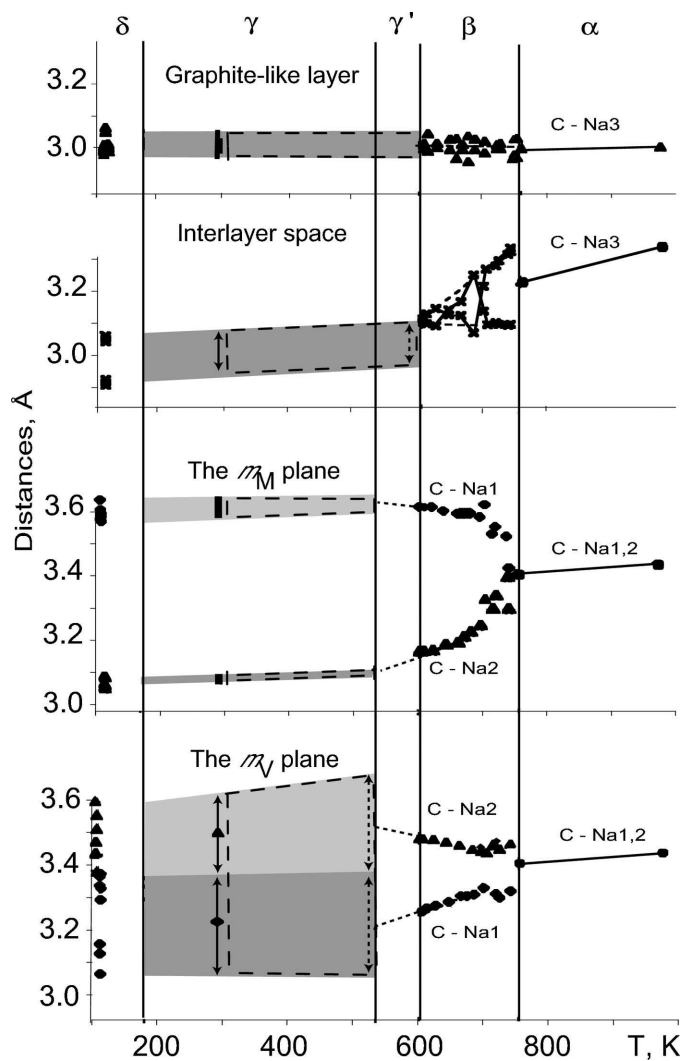 δ γ γ' β α
Graphite-like layer
3.2
3.0
C - Na3
Interlayer space
3.2
3.0
C - Na3
Distances, Å
The m_M plane
3.6
3.4
3.2
3.0
C - Na1
C - Na1,2
C - Na2
The m_V plane
3.6
3.4
3.2
3.0
C - Na2
C - Na1,2
C - Na1
200 400 600 800 T, K